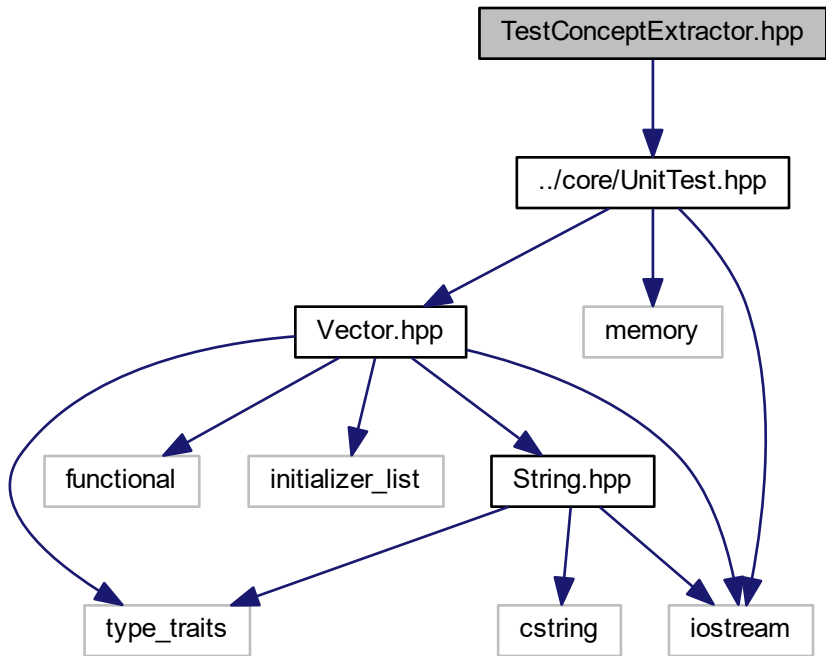 TestConceptExtractor.hpp
../core/UnitTest.hpp
Vector.hpp
memory
functional
initializer_list
String.hpp
type_traits
cstring
iostream